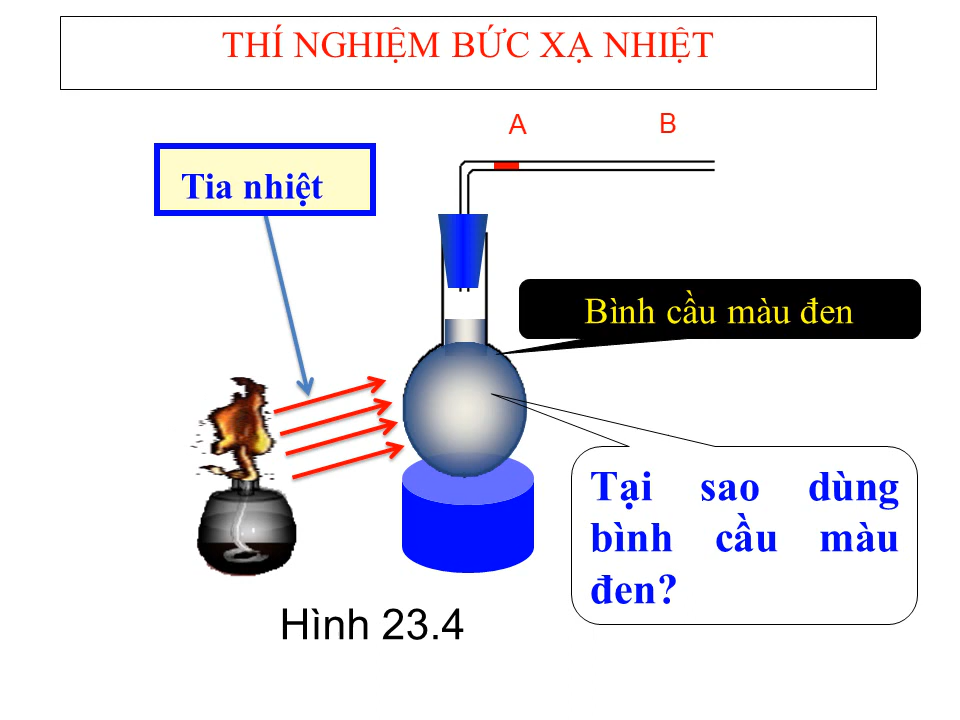 THÍ NGHIỆM BỨC XẠ NHIỆT
A
B
Tia nhiệt
Bình cầu màu đen
Tại sao dùng
bình cầu màu
đen?
Hình 23.4